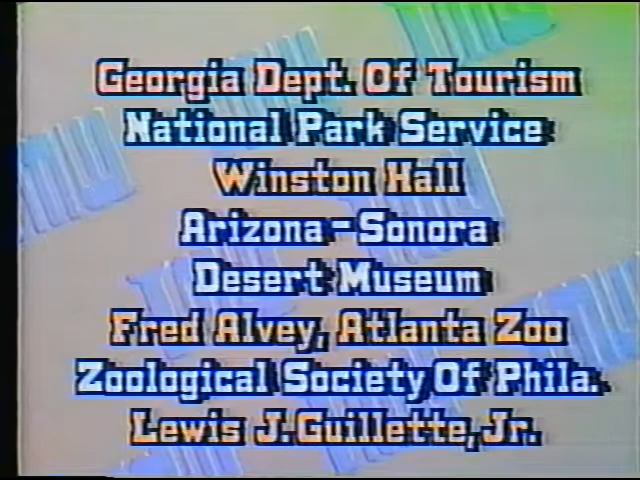 Georgia Dept. Of Tourism
National Park Service
Winston Hall
Arizona-Sonora
Desert Museum
Fred Alvey, Atlanta Zoo
Zoological Society Of Phila.
Lewis J. Guillette, Jr.